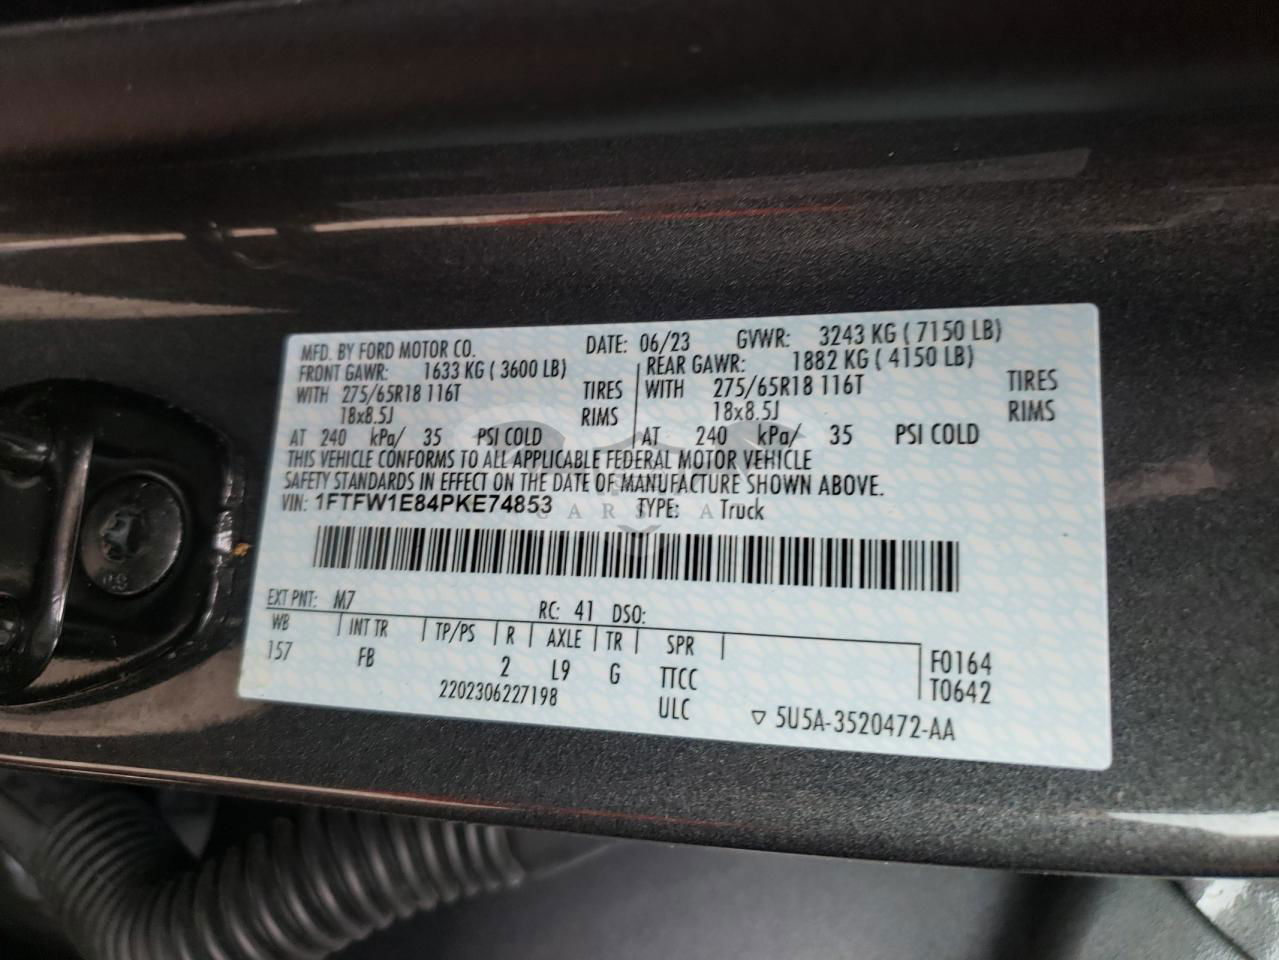 MFD. BY FORD MOTOR CO. DATE: 06/23 GVWR: 3243 KG ( 7150 LB)
FRONT GAWR: 1633 KG ( 3600 LB) REAR GAWR: 1882 KG ( 4150 LB)
WITH 275/65R18 116T TIRES WITH 275/65R18 116T TIRES
18x8.5J RIMS 18x8.5J RIMS
AT 240 kPa/ 35 PSI COLD AT 240 kPa/ 35 PSI COLD
THIS VEHICLE CONFORMS TO ALL APPLICABLE FEDERAL MOTOR VEHICLE
SAFETY STANDARDS IN EFFECT ON THE DATE OF MANUFACTURE SHOWN ABOVE.
VIN: 1FTFW1E84PKE74853 TYPE: Truck
EXT PNT: M7 RC: 41 DSO:
WB INT TR TP/PS R AXLE TR SPR
157 FB 2 L9 G TTCC F0164
2202306227198 ULC T0642
▽ 5U5A-3520472-AA